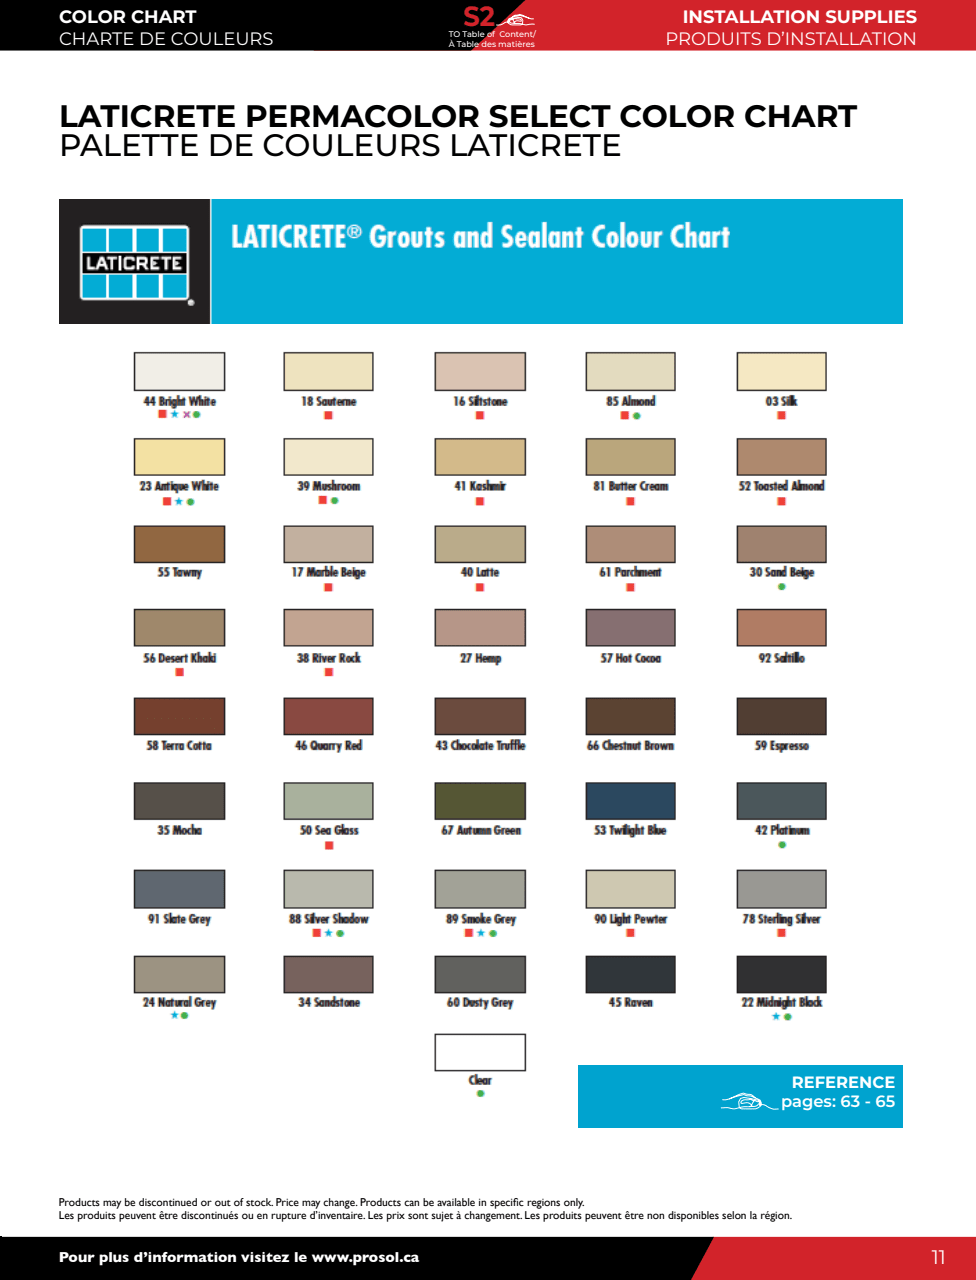 COLOR CHART
CHARTE DE COULEURS
S2
TO Table of Content/
À Table des matières
INSTALLATION SUPPLIES
PRODUITS D'INSTALLATION
LATICRETE PERMACOLOR SELECT COLOR CHART
PALETTE DE COULEURS LATICRETE
LATICRETE
LATICRETE® Grouts and Sealant Colour Chart
44 Bright White
18 Sauterne
16 Siltstone
85 Almond
03 Silk
23 Antique White
39 Mushroom
41 Kashmir
81 Butter Cream
52 Toasted Almond
55 Tawny
17 Marble Beige
40 Latte
61 Parchment
30 Sand Beige
56 Desert Khaki
38 River Rock
27 Hemp
57 Hot Cocoa
92 Saltillo
58 Terra Cotta
46 Quarry Red
43 Chocolate Truffle
66 Chestnut Brown
59 Espresso
35 Mocha
50 Sea Glass
67 Autumn Green
53 Twilight Blue
42 Platinum
91 Slate Grey
88 Silver Shadow
89 Smoke Grey
90 Light Pewter
78 Sterling Silver
24 Natural Grey
34 Sandstone
60 Dusty Grey
45 Raven
22 Midnight Black
Clear
REFERENCE
pages: 63 - 65
Products may be discontinued or out of stock. Price may change. Products can be available in specific regions only.
Les produits peuvent être discontinués ou en rupture d'inventaire. Les prix sont sujet à changement. Les produits peuvent être non disponibles selon la région.
Pour plus d'information visitez le www.prosol.ca
11